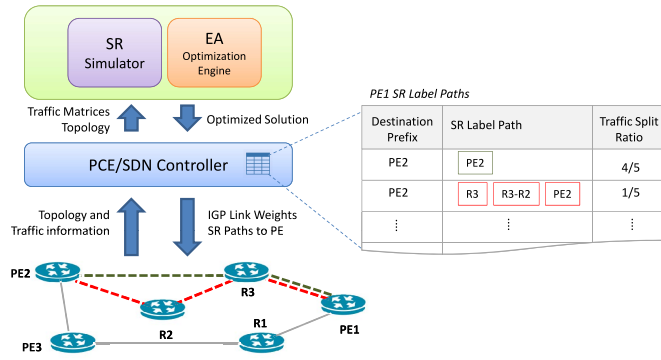 SR
Simulator
EA
Optimization
Engine
Traffic Matrices
Topology
Optimized Solution
PCE/SDN Controller
Topology and
Traffic information
IGP Link Weights
SR Paths to PE
PE2
R3
R2
R1
PE1
PE3
PE1 SR Label Paths
Destination
Prefix
SR Label Path
Traffic Split
Ratio
PE2
PE2
4/5
PE2
R3
R3-R2
PE2
1/5